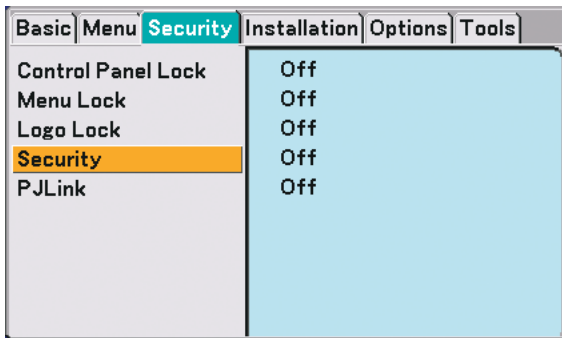 Basic Menu Security Installation Options Tools
Control Panel Lock Off
Menu Lock Off
Logo Lock Off
Security Off
PJLink Off